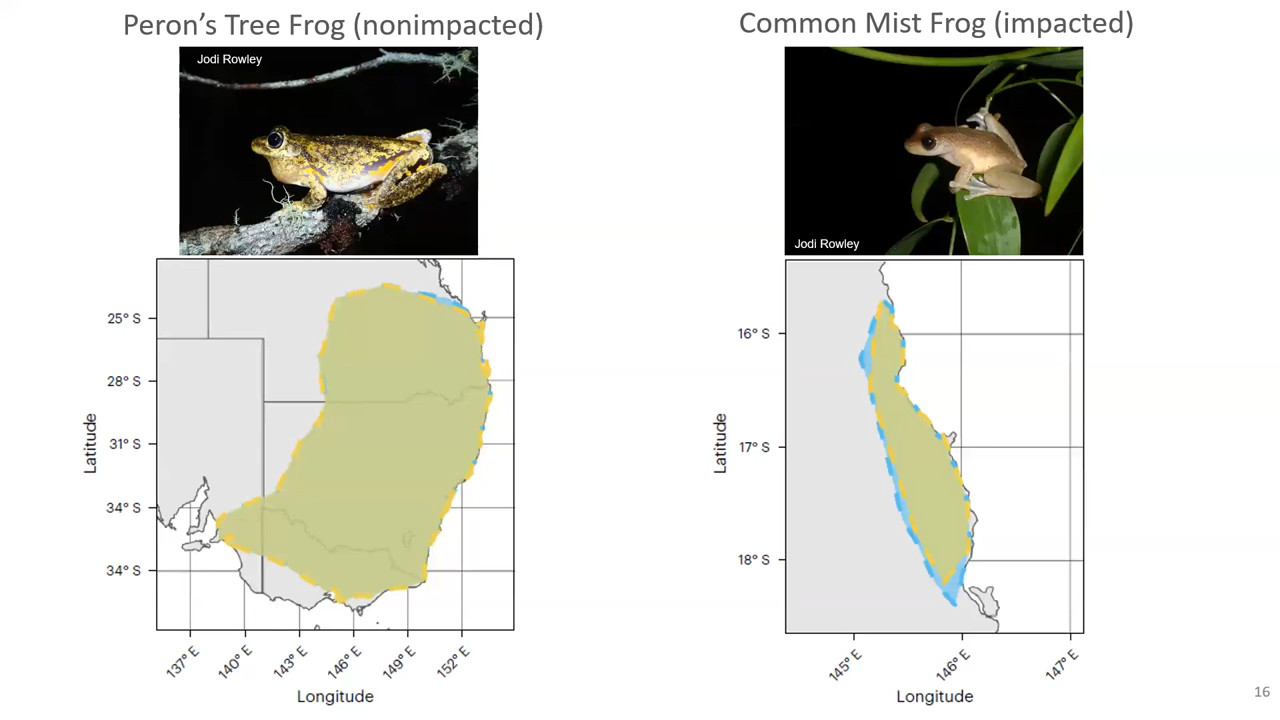 Peron's Tree Frog (nonimpacted)
Jodi Rowley
25° S
28° S
31° S
34° S
34° S
Latitude
137° E
140° E
143° E
146° E
149° E
152° E
Longitude
Common Mist Frog (impacted)
Jodi Rowley
16° S
17° S
18° S
Latitude
145° E
146° E
147° E
Longitude
16